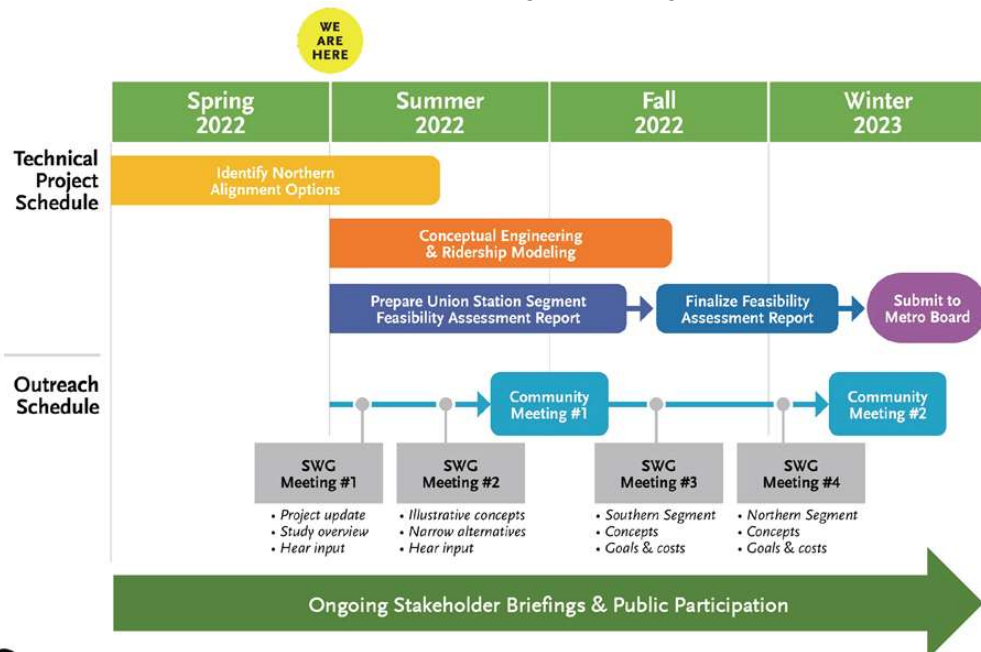 WE
ARE
HERE
Spring
2022
Summer
2022
Fall
2022
Winter
2023
Technical
Project
Schedule
Identify Northern
Alignment Options
Conceptual Engineering
& Ridership Modeling
Prepare Union Station Segment
Feasibility Assessment Report
Finalize Feasibility
Assessment Report
Submit to
Metro Board
Outreach
Schedule
Community
Meeting #1
Community
Meeting #2
SWG
Meeting #1
• Project update
• Study overview
• Hear input
SWG
Meeting #2
• Illustrative concepts
• Narrow alternatives
• Hear input
SWG
Meeting #3
• Southern Segment
• Concepts
• Goals & costs
SWG
Meeting #4
• Northern Segment
• Concepts
• Goals & costs
Ongoing Stakeholder Briefings & Public Participation